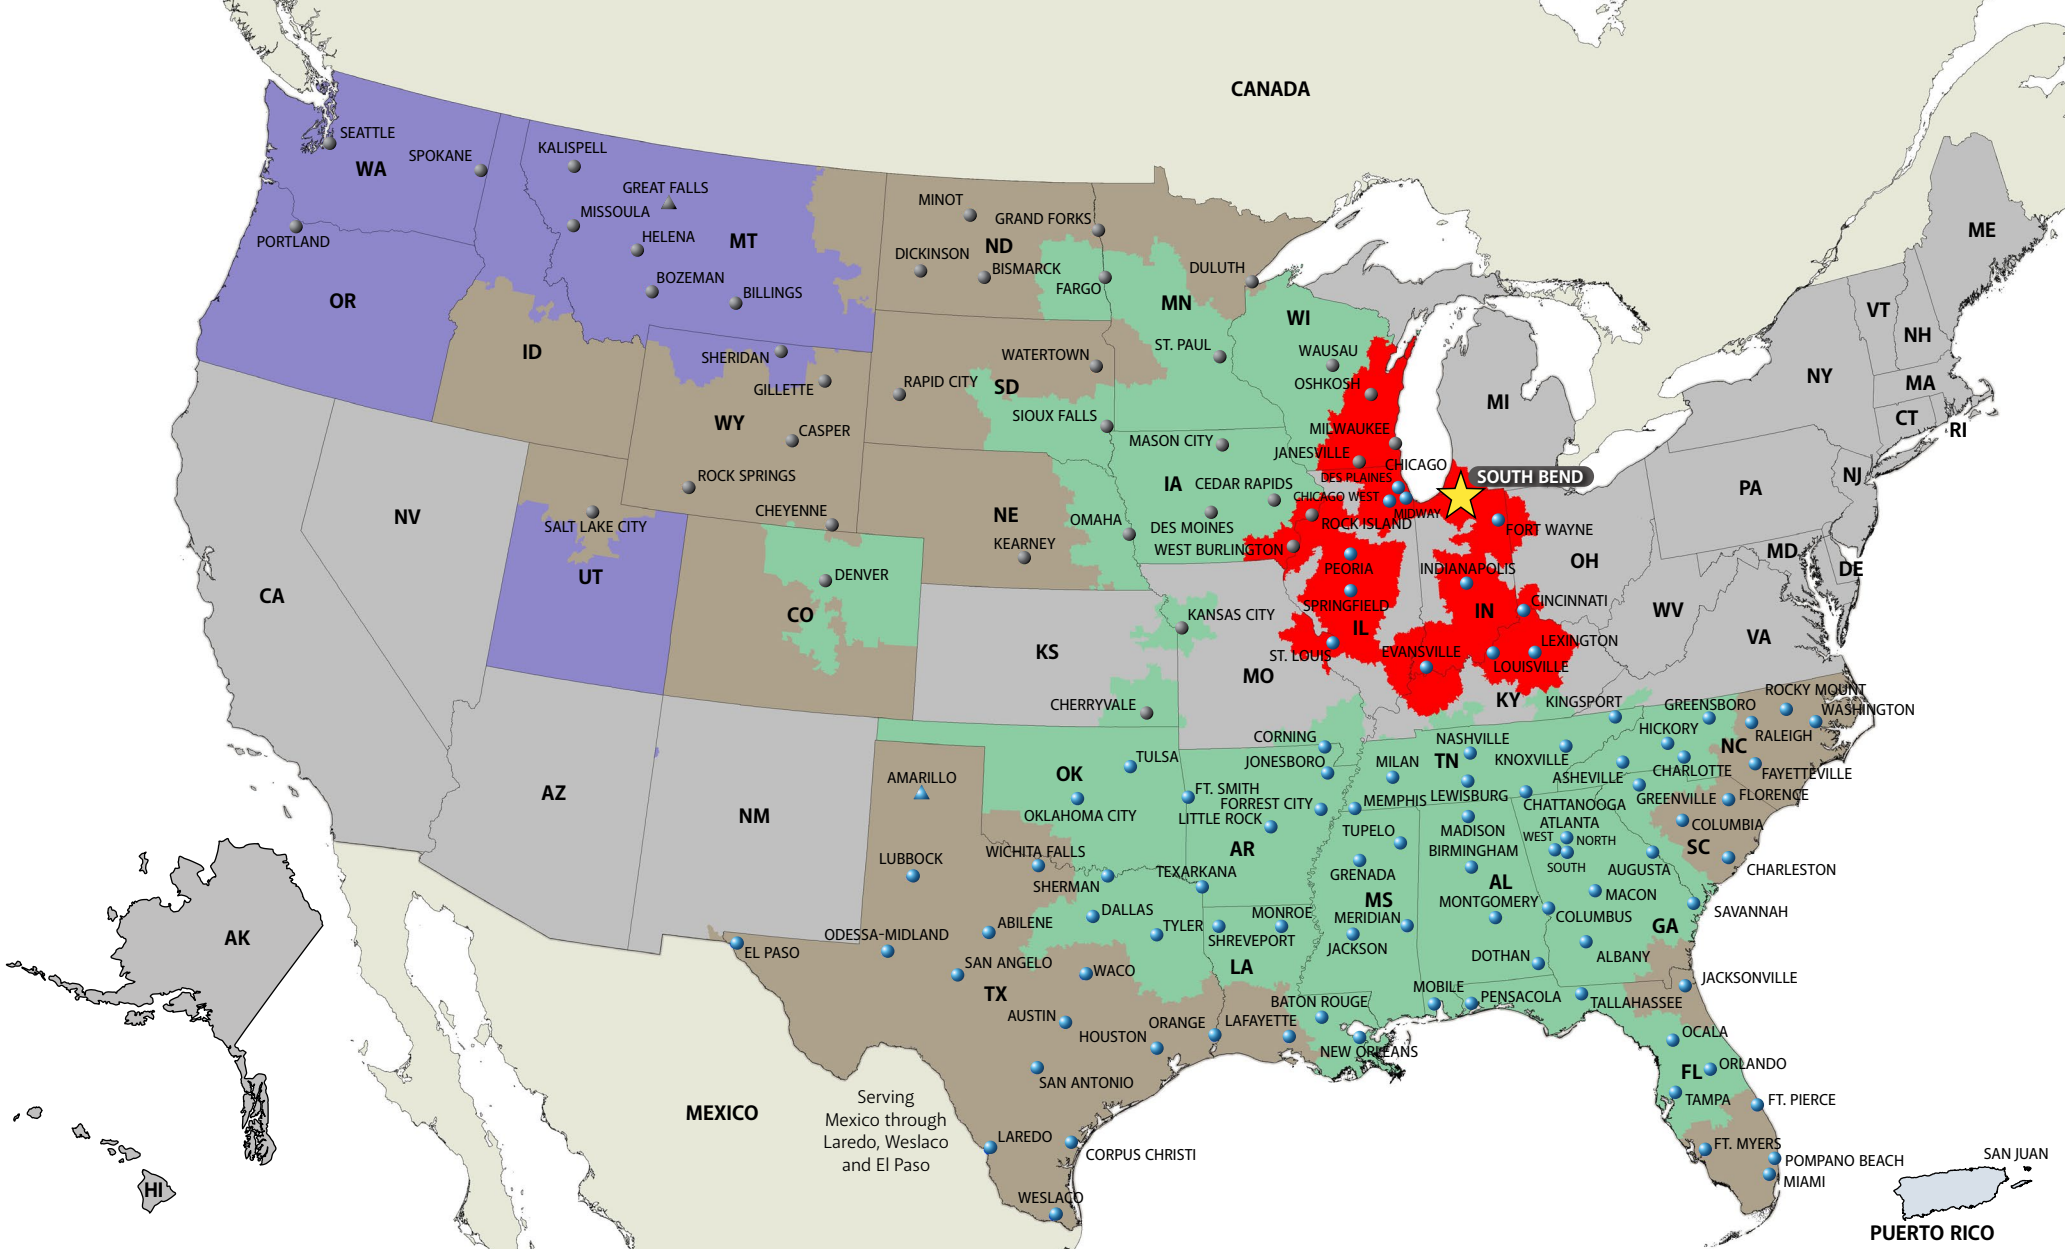 CANADA
SEATTLE
SPOKANE
WA
KALISPELL
GREAT FALLS
MISSOULA
HELENA
MT
PORTLAND
BOZEMAN
BILLINGS
OR
ID
MINOT
GRAND FORKS
ND
DICKINSON
BISMARCK
FARGO
DULUTH
MN
WI
ME
VT
NH
NY
MA
CT
RI
MI
SHERIDAN
GILLETTE
WY
CASPER
ROCK SPRINGS
CHEYENNE
WATERTOWN
SD
RAPID CITY
SIOUX FALLS
ST. PAUL
WAUSAU
OSHKOSH
MILWAUKEE
JANESVILLE
MASON CITY
CHICAGO
DES PLAINES
CHICAGO WEST
MIDWAY
SOUTH BEND
IA
CEDAR RAPIDS
DES MOINES
ROCK ISLAND
WEST BURLINGTON
FORT WAYNE
NE
KEARNEY
OMAHA
PA
NJ
MD
DE
OH
WV
VA
NV
CA
SALT LAKE CITY
UT
DENVER
CO
KS
KANSAS CITY
CHERRYVALE
MO
PEORIA
SPRINGFIELD
IL
ST. LOUIS
INDIANAPOLIS
IN
CINCINNATI
EVANSVILLE
LEXINGTON
LOUISVILLE
KY
KINGSPORT
GREENSBORO
ROCKY MOUNT
WASHINGTON
HICKORY
RALEIGH
NC
CHARLOTTE
FAYETTEVILLE
ASHEVILLE
GREENVILLE
FLORENCE
COLUMBIA
SC
CHARLESTON
CORNING
JONESBORO
NASHVILLE
TN
KNOXVILLE
MILAN
MEMPHIS
LEWISBURG
CHATTANOOGA
AZ
NM
AMARILLO
OK
TULSA
OKLAHOMA CITY
FT. SMITH
FORREST CITY
LITTLE ROCK
AR
TEXARKANA
TUPELO
GRENADA
MS
MERIDIAN
JACKSON
MADISON
BIRMINGHAM
AL
MONTGOMERY
DOTHAN
MOBILE
ATLANTA
WEST
NORTH
SOUTH
AUGUSTA
MACON
COLUMBUS
GA
SAVANNAH
ALBANY
LUBBOCK
WICHITA FALLS
SHERMAN
DALLAS
TYLER
ABILENE
ODESSA-MIDLAND
EL PASO
SAN ANGELO
WACO
TX
AUSTIN
HOUSTON
ORANGE
SAN ANTONIO
LAREDO
CORPUS CHRISTI
WESLACO
MONROE
SHREVEPORT
LA
BATON ROUGE
LAFAYETTE
NEW ORLEANS
PENSACOLA
TALLAHASSEE
JACKSONVILLE
OCALA
ORLANDO
FL
TAMPA
FT. PIERCE
FT. MYERS
POMPANO BEACH
MIAMI
SAN JUAN
PUERTO RICO
AK
HI
MEXICO
Serving
Mexico through
Laredo, Weslaco
and El Paso